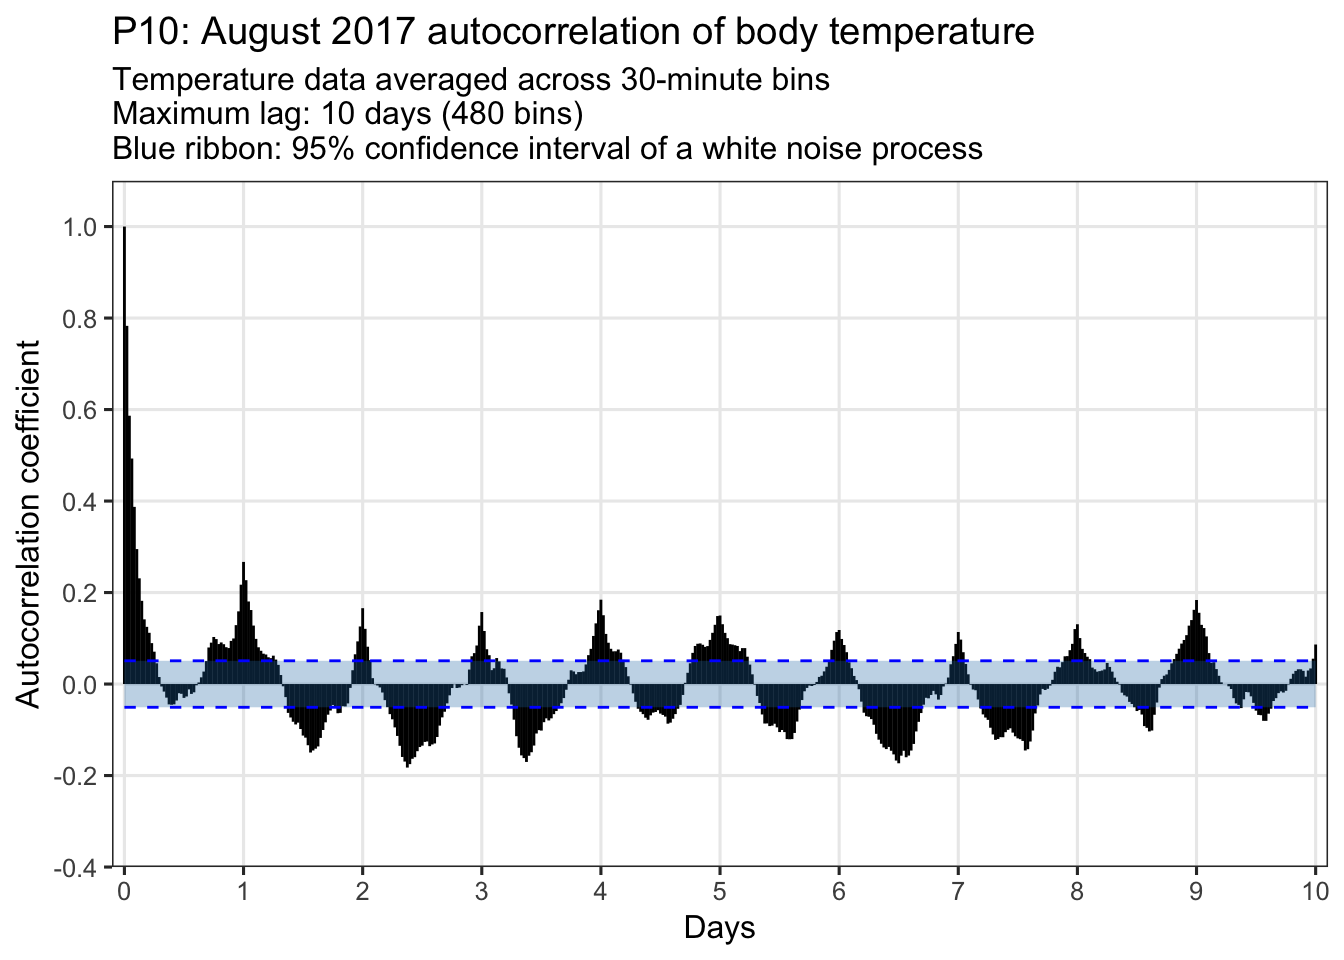 P10: August 2017 autocorrelation of body temperature
Temperature data averaged across 30-minute bins
Maximum lag: 10 days (480 bins)
Blue ribbon: 95% confidence interval of a white noise process
Autocorrelation coefficient
1.0
0.8
0.6
0.4
0.2
0.0
-0.2
-0.4
0 1 2 3 4 5 6 7 8 9 10
Days